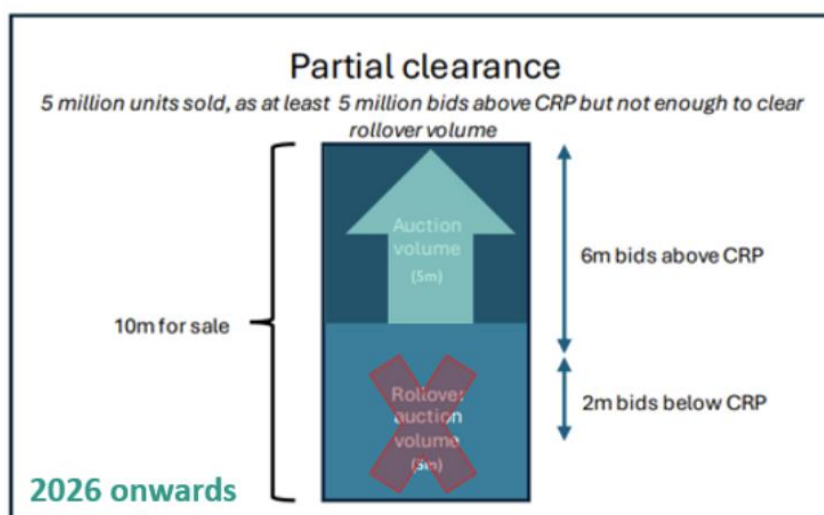 Partial clearance
5 million units sold, as at least 5 million bids above CRP but not enough to clear
rollover volume
Auction
volume
(5m)
6m bids above CRP
10m for sale
Rollover
auction
volume
(5m)
2m bids below CRP
2026 onwards